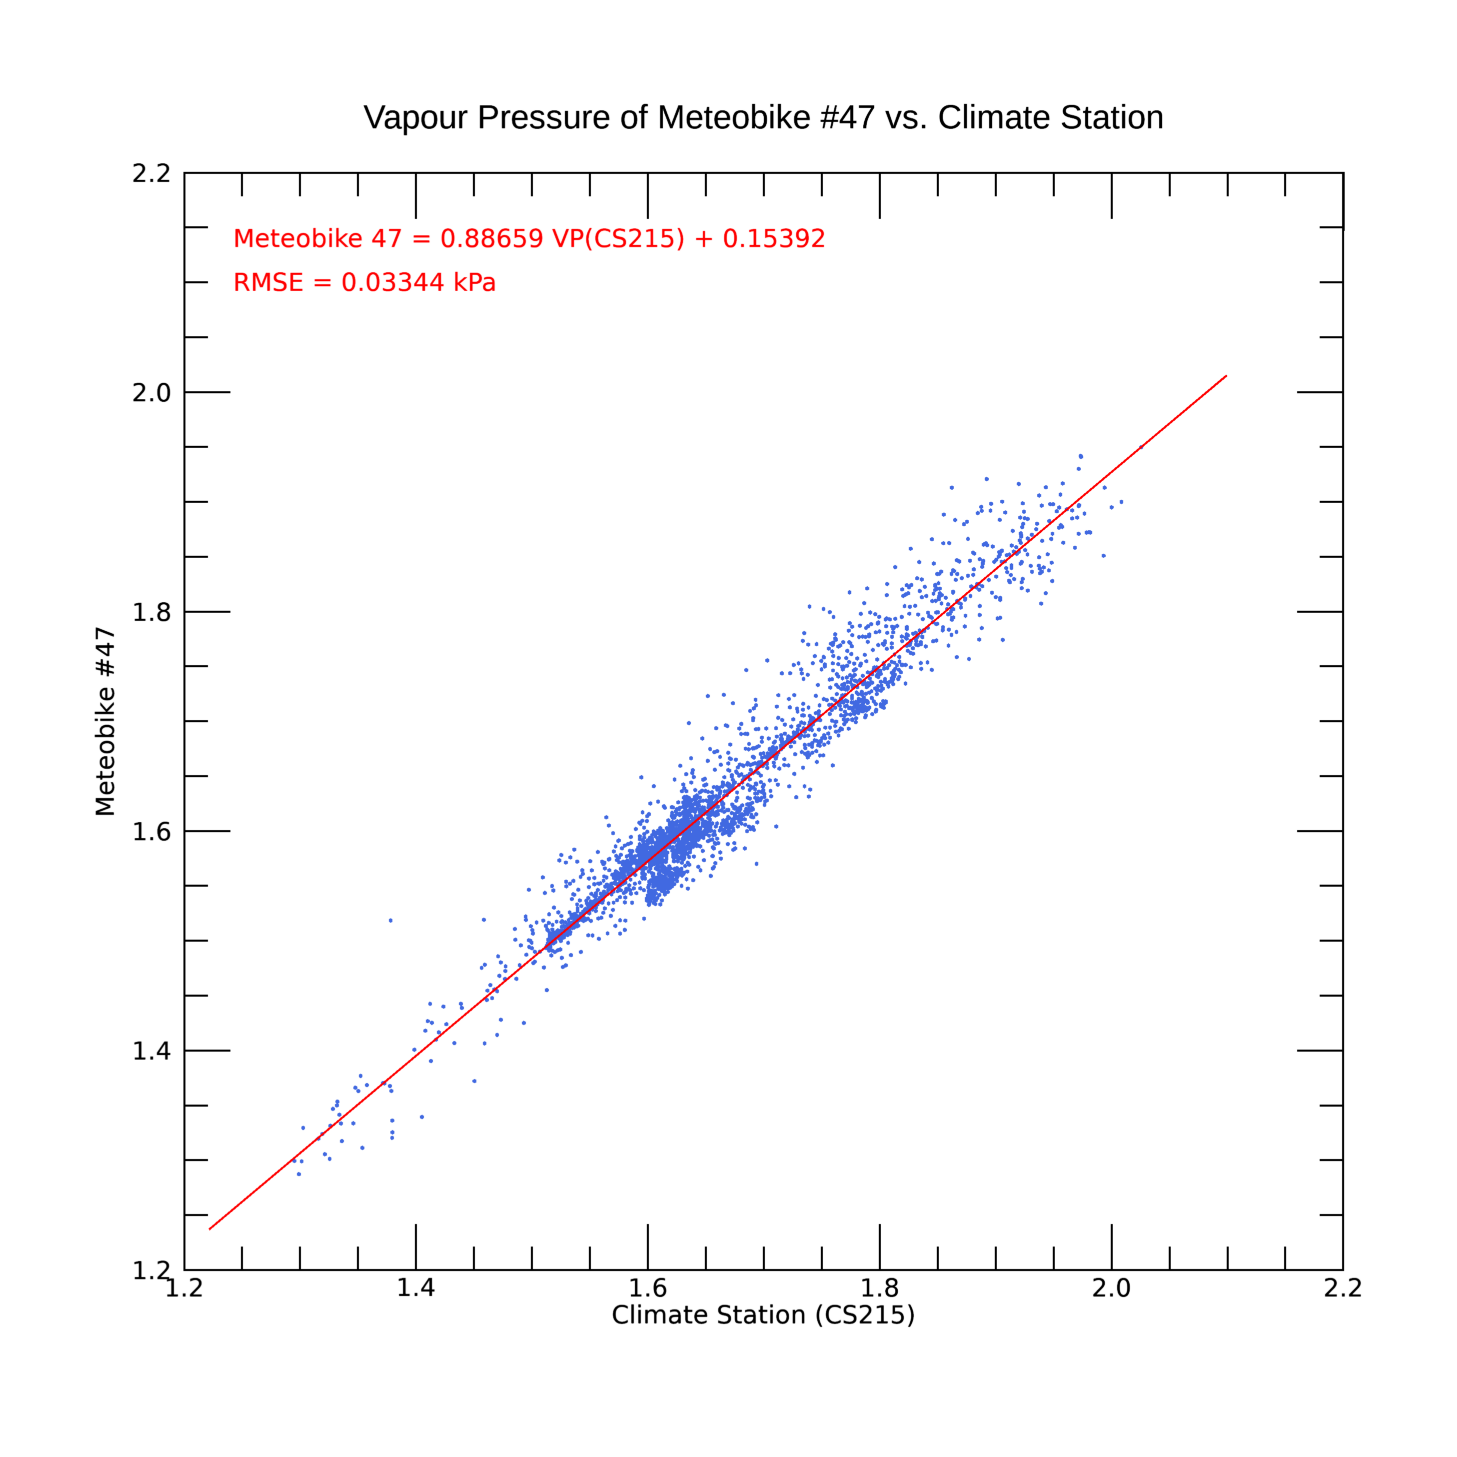 Vapour Pressure of Meteobike #47 vs. Climate Station
2.2
Meteobike 47 = 0.88659 VP(CS215) + 0.15392
RMSE = 0.03344 kPa
2.0
1.8
Meteobike #47
1.6
1.4
1.2
1.2 1.4 1.6 1.8 2.0 2.2
Climate Station (CS215)